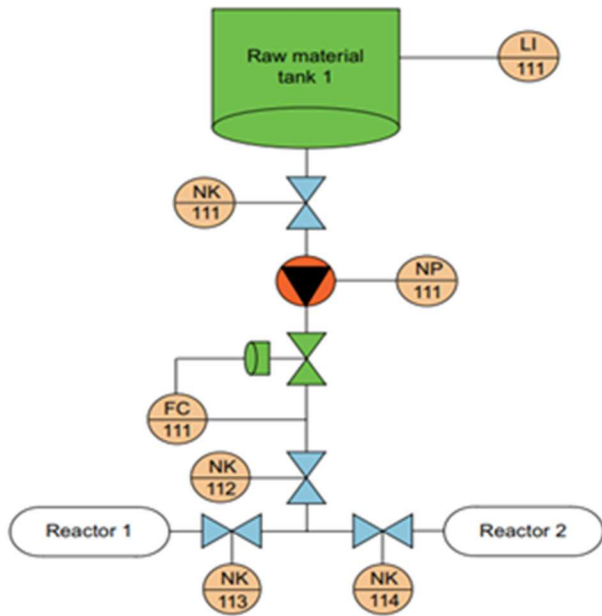 Raw material
tank 1
LI
111
NK
111
NP
111
FC
111
NK
112
Reactor 1
Reactor 2
NK
113
NK
114